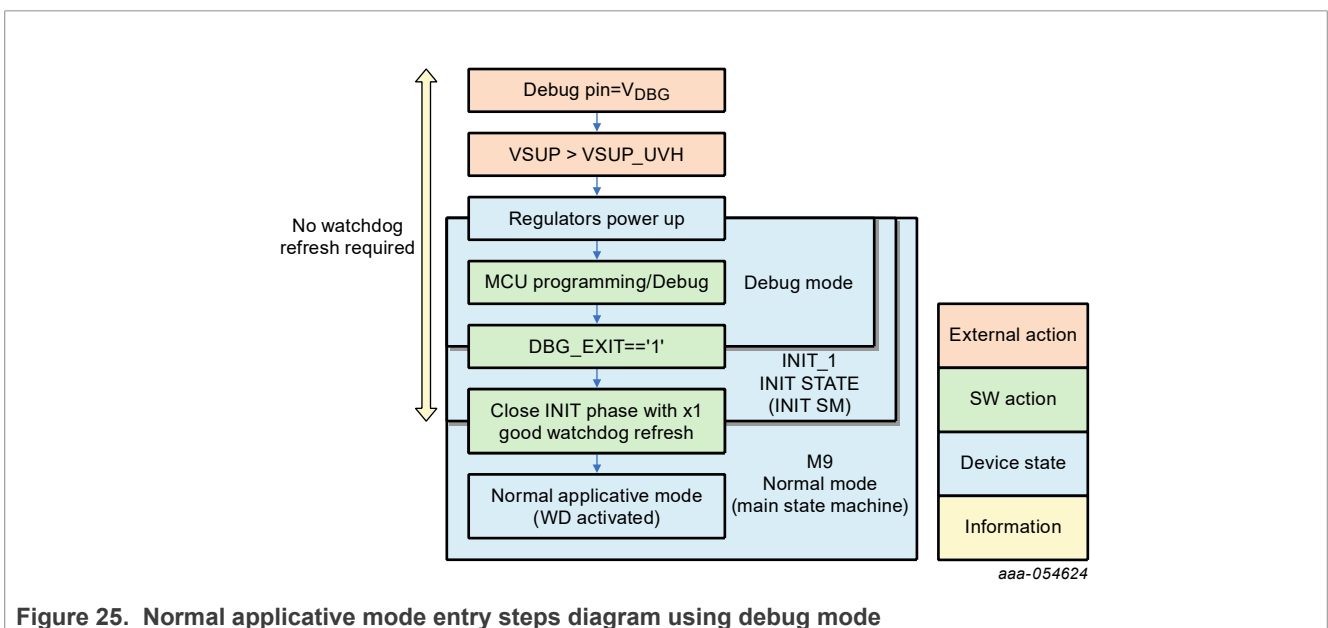 Debug pin=VDBG
VSUP > VSUP_UVH
Regulators power up
No watchdog
refresh required
MCU programming/Debug
Debug mode
DBG_EXIT=='1'
INIT_1
INIT STATE
(INIT SM)
Close INIT phase with x1
good watchdog refresh
M9
Normal mode
(main state machine)
Normal applicative mode
(WD activated)
External action
SW action
Device state
Information
aaa-054624
Figure 25. Normal applicative mode entry steps diagram using debug mode